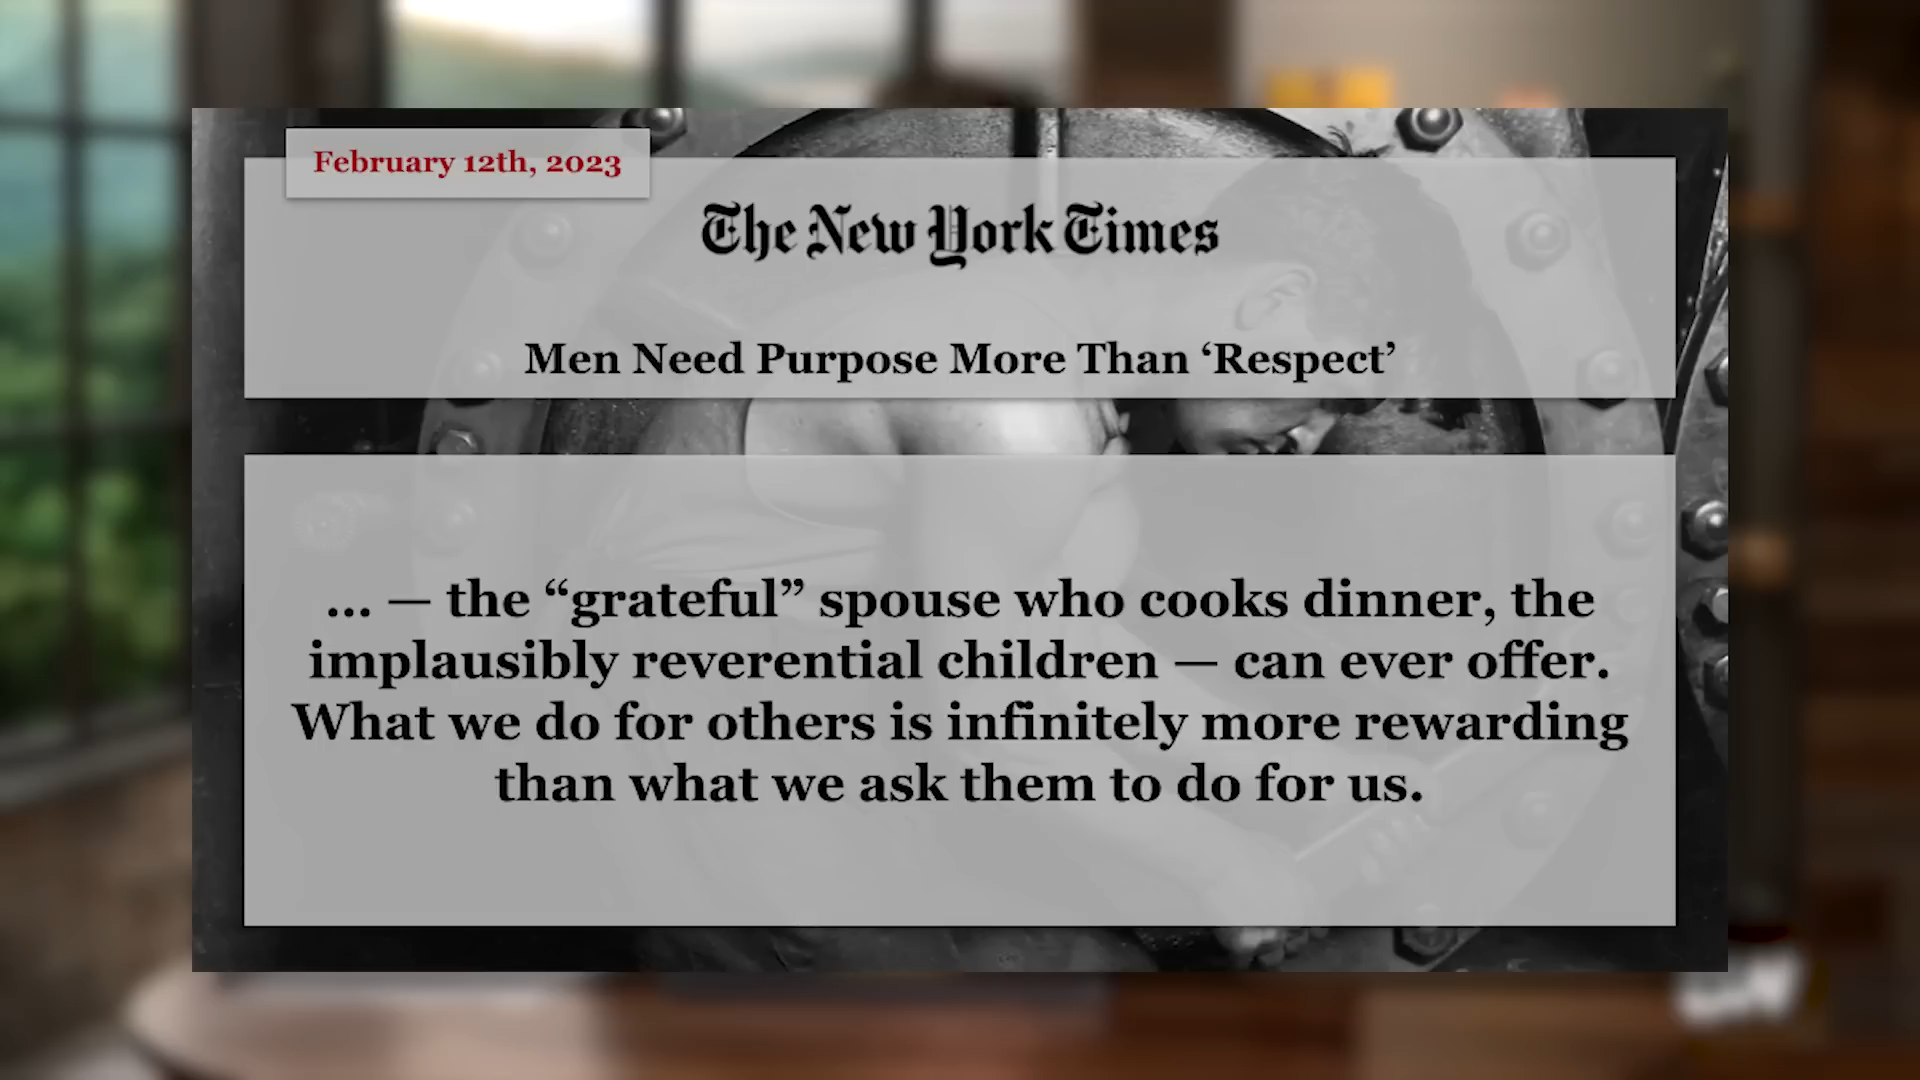 February 12th, 2023
The New York Times
Men Need Purpose More Than ‘Respect’
... — the “grateful” spouse who cooks dinner, the
implausibly reverential children — can ever offer.
What we do for others is infinitely more rewarding
than what we ask them to do for us.